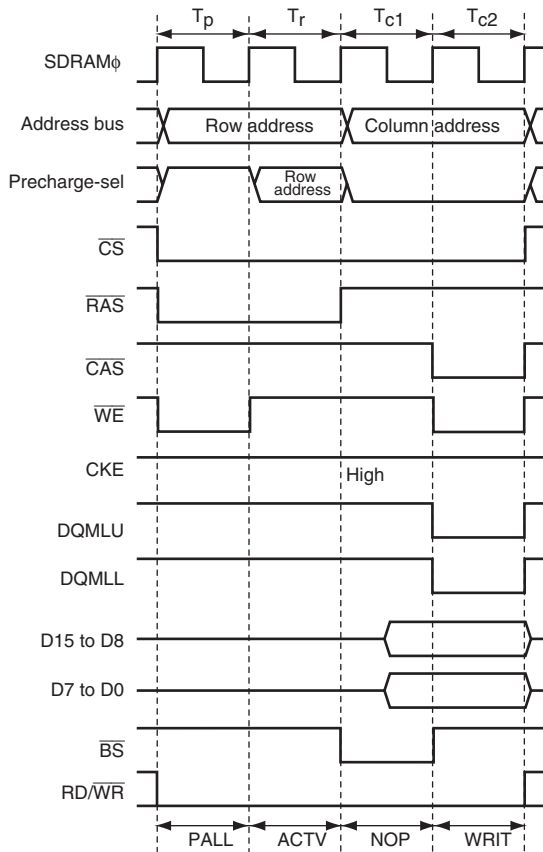 Tp Tr Tc1 Tc2
SDRAMφ
Address bus Row address Column address
Precharge-sel Row address
CS
RAS
CAS
WE
CKE
High
DQMLU
DQMLL
D15 to D8
D7 to D0
BS
RD/WR
PALL ACTV NOP WRIT